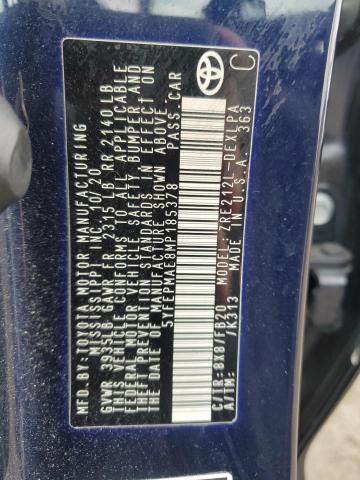 MFD.BY:TOYOTA MOTOR MANUFACTURING
MISSISSIPPI, INC. 10/20
GVWR 3935LB GAWR FR 2315LB RR 2140LB
THIS VEHICLE CONFORMS TO ALL APPLICABLE
FEDERAL MOTOR VEHICLE SAFETY, BUMPER, AND
THEFT PREVENTION STANDARDS IN EFFECT ON
THE DATE OF MANUFACTURE SHOWN ABOVE.
5YFEPMAE8MP185378 PASS.CAR
C/TR:8X8/FB20
A/TM: /K313
MODEL:ZRE212L-DEXLPA
MADE IN U.S.A. 363
TOYOTA
C